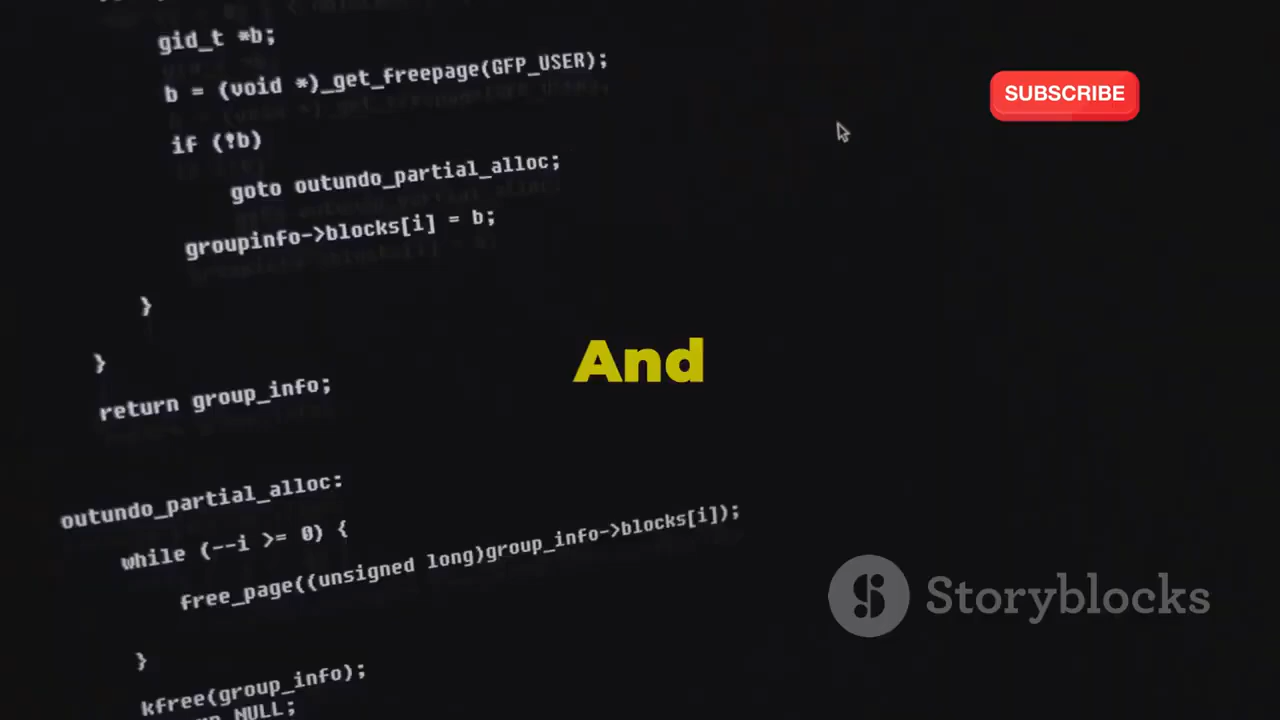 gid_t *b;
b = (void *)_get_freepage(GFP_USER);
if (!b)
goto outundo_partial_alloc;
groupinfo->blocks[i] = b;
}
}
return group_info;
outundo_partial_alloc:
while (--i >= 0) {
free_page((unsigned long)group_info->blocks[i]);
}
kfree(group_info);
NULL;
SUBSCRIBE
And
Storyblocks